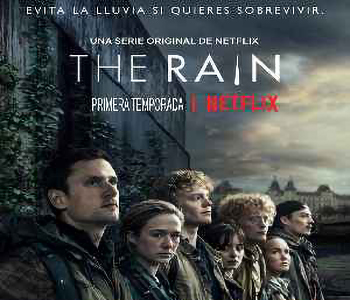 EVITA LA LLUVIA SI QUIERES SOBREVIVIR.
UNA SERIE ORIGINAL DE NETFLIX
THE RAIN
PRIMERA TEMPORADA | NETFLIX